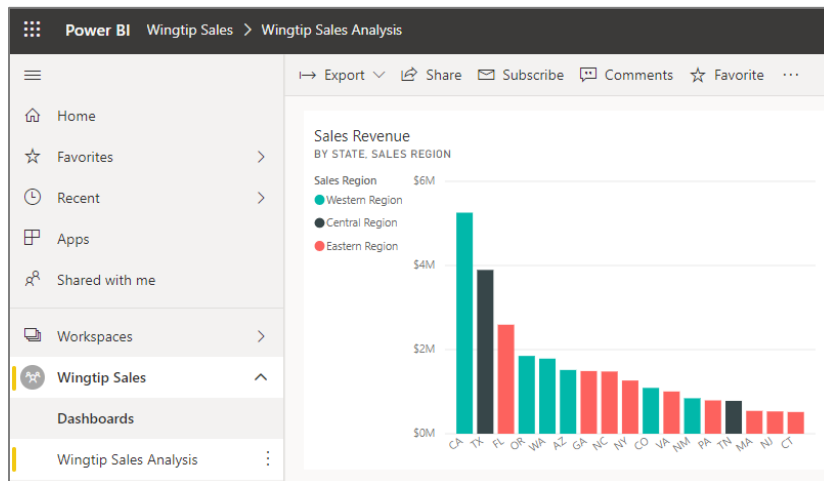 Power BI Wingtip Sales > Wingtip Sales Analysis
Export Share Subscribe Comments Favorite ...
Home
Favorites
Recent
Apps
Shared with me
Workspaces
Wingtip Sales
Dashboards
Wingtip Sales Analysis
Sales Revenue
BY STATE, SALES REGION
Sales Region
Western Region
Central Region
Eastern Region
$6M
$4M
$2M
$0M
CA TX FL OR WA AZ GA NC NY CO VA NM PA TN MA NJ CT